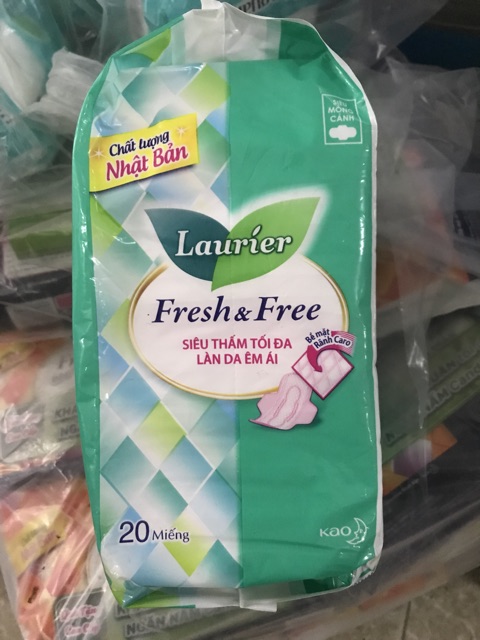 SIÊU
MỎNG
CÁNH
Chất lượng
Nhật Bản
Laurier
Fresh & Free
SIÊU THẤM TỐI ĐA
LÀN DA ÊM ÁI
Bề mặt
Rãnh Caro
20 Miếng
Kao